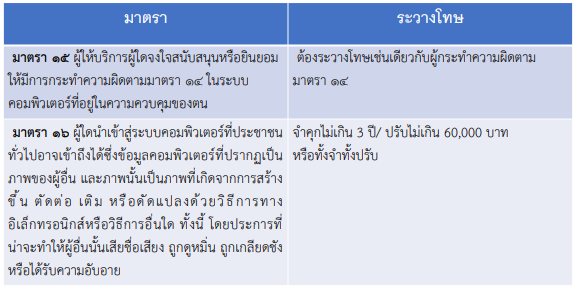 มาตรา
ระวางโทษ
มาตรา ๑๕ ผู้ให้บริการผู้ใดจงใจสนับสนุนหรือยินยอม
ให้มีการกระทำความผิดตามมาตรา ๑๔ ในระบบ
คอมพิวเตอร์ที่อยู่ในความควบคุมของตน
ต้องระวางโทษเช่นเดียวกับผู้กระทำความผิดตาม
มาตรา ๑๔
มาตรา ๑๖ ผู้ใดนำเข้าสู่ระบบคอมพิวเตอร์ที่ประชาชน
ทั่วไปอาจเข้าถึงได้ซึ่งข้อมูลคอมพิวเตอร์ที่ปรากฏเป็น
ภาพของผู้อื่น และภาพนั้นเป็นภาพที่เกิดจากการสร้าง
ขึ้น ตัดต่อ เติม หรือดัดแปลงด้วยวิธีการทาง
อิเล็กทรอนิกส์หรือวิธีการอื่นใด ทั้งนี้ โดยประการที่
น่าจะทำให้ผู้อื่นนั้นเสียชื่อเสียง ถูกดูหมิ่น ถูกเกลียดชัง
หรือได้รับความอับอาย
จำคุกไม่เกิน 3 ปี/ ปรับไม่เกิน 60,000 บาท
หรือทั้งจำทั้งปรับ